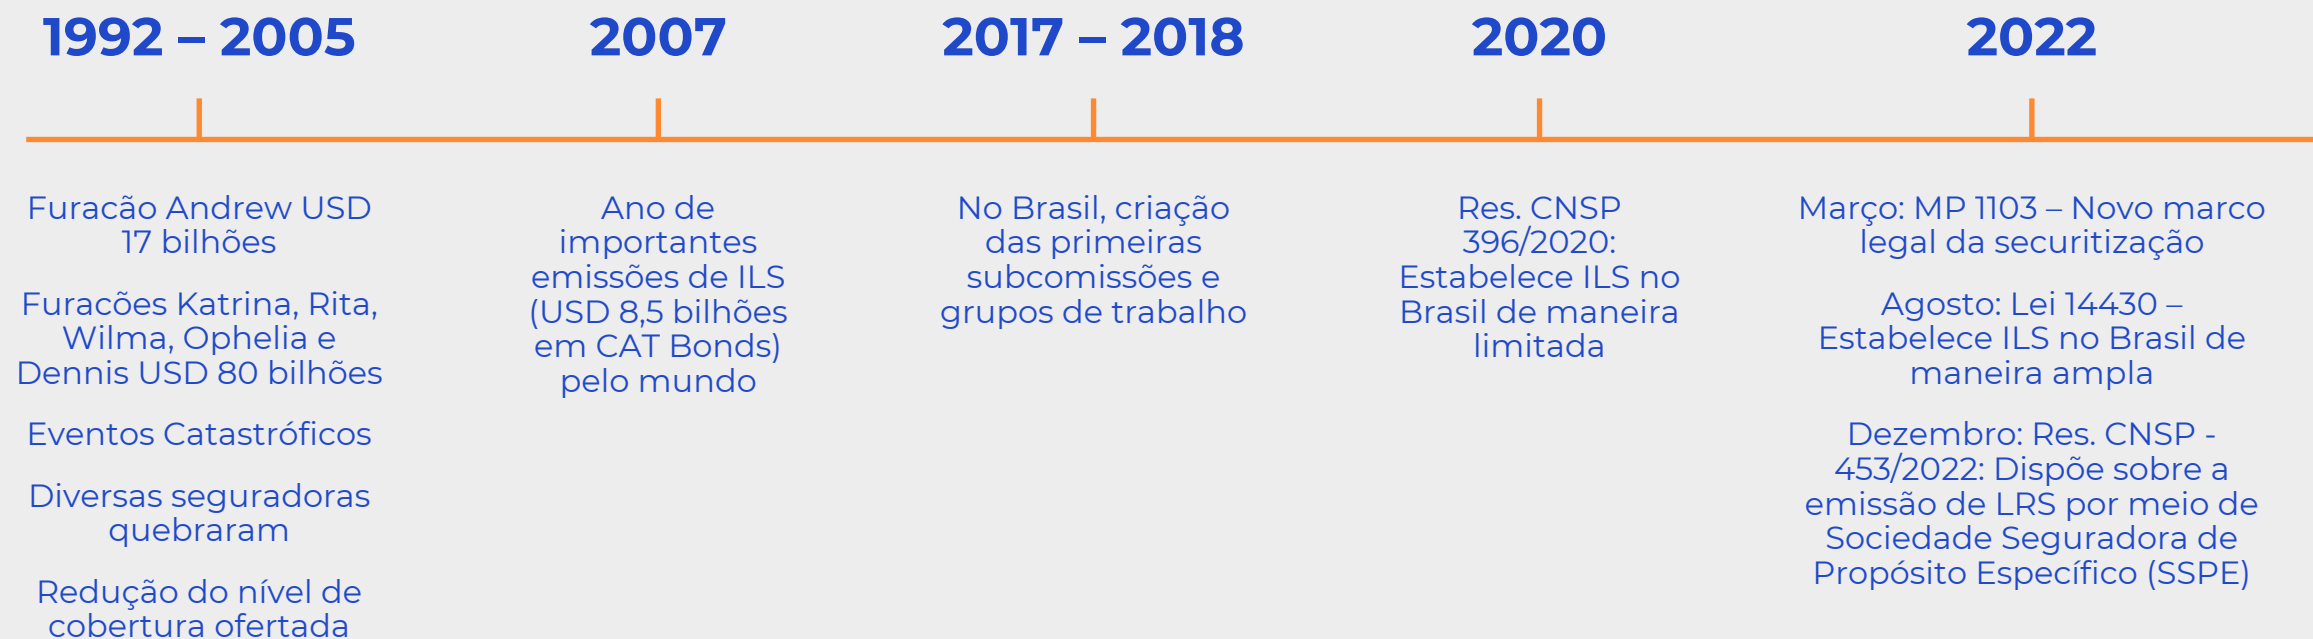 1992 – 2005
Furacão Andrew USD
17 bilhões
Furacões Katrina, Rita,
Wilma, Ophelia e
Dennis USD 80 bilhões
Eventos Catastróficos
Diversas seguradoras
quebraram
Redução do nível de
cobertura ofertada
2007
Ano de
importantes
emissões de ILS
(USD 8,5 bilhões
em CAT Bonds)
pelo mundo
2017 – 2018
No Brasil, criação
das primeiras
subcomissões e
grupos de trabalho
2020
Res. CNSP
396/2020:
Estabelece ILS no
Brasil de maneira
limitada
2022
Março: MP 1103 – Novo marco
legal da securitização
Agosto: Lei 14430 –
Estabelece ILS no Brasil de
maneira ampla
Dezembro: Res. CNSP -
453/2022: Dispõe sobre a
emissão de LRS por meio de
Sociedade Seguradora de
Propósito Específico (SSPE)